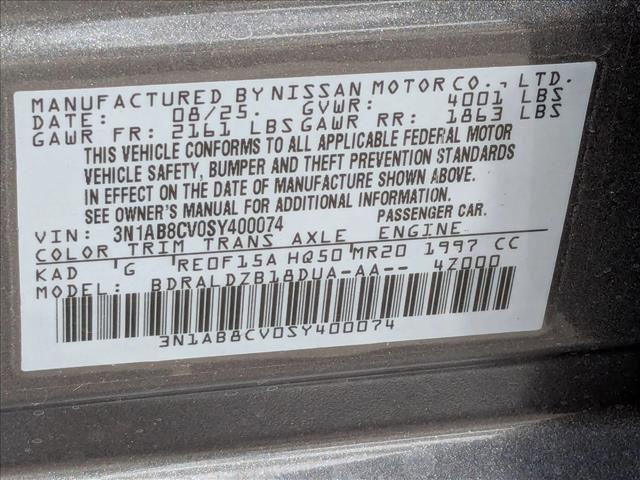 MANUFACTURED BY NISSAN MOTOR CO., LTD.
DATE: 08/25. GVWR: 4001 LBS
GAWR FR: 2161 LBS GAWR RR: 1863 LBS
THIS VEHICLE CONFORMS TO ALL APPLICABLE FEDERAL MOTOR
VEHICLE SAFETY, BUMPER AND THEFT PREVENTION STANDARDS
IN EFFECT ON THE DATE OF MANUFACTURE SHOWN ABOVE.
SEE OWNER'S MANUAL FOR ADDITIONAL INFORMATION.
VIN: 3N1AB8CV0SY400074 PASSENGER CAR.
COLOR TRIM TRANS AXLE ENGINE
KAD G RE0F15A HQ50 MR20 1997 CC
MODEL: BDRALDZB18DUA-AA-- 4Z000
3N1AB8CV0SY400074